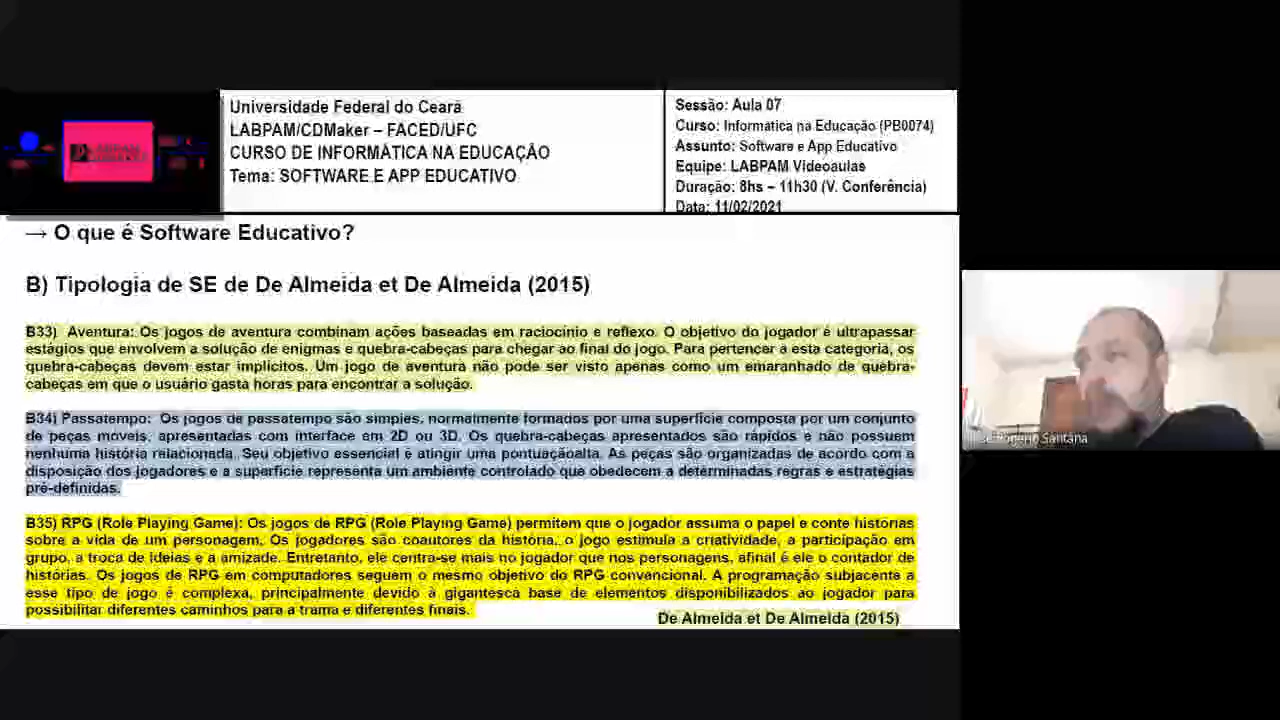 Universidade Federal do Ceará
LABPAM/CDMaker – FACED/UFC
CURSO DE INFORMÁTICA NA EDUCAÇÃO
Tema: SOFTWARE E APP EDUCATIVO
Sessão: Aula 07
Curso: Informática na Educação (PB0074)
Assunto: Software e App Educativo
Equipe: LABPAM Videoaulas
Duração: 8hs – 11h30 (V. Conferência)
Data: 11/02/2021
→ O que é Software Educativo?
B) Tipologia de SE de De Almeida et De Almeida (2015)
B33) Aventura: Os jogos de aventura combinam ações baseadas em raciocínio e reflexo. O objetivo do jogador é ultrapassar
estágios que envolvem a solução de enigmas e quebra-cabeças para chegar ao final do jogo. Para pertencer a esta categoria, os
quebra-cabeças devem estar implícitos. Um jogo de aventura não pode ser visto apenas como um emaranhado de quebra-
cabeças em que o usuário gasta horas para encontrar a solução.
B34) Passatempo: Os jogos de passatempo são simples, normalmente formados por uma superfície composta por um conjunto
de peças moveis, apresentadas com interface em 2D ou 3D. Os quebra-cabeças apresentados são rápidos e não possuem
nenhuma história relacionada. Seu objetivo essencial é atingir uma pontuaçãoalta. As peças são organizadas de acordo com a
disposição dos jogadores e a superfície representa um ambiente controlado que obedecem a determinadas regras e estratégias
pré-definidas.
B35) RPG (Role Playing Game): Os jogos de RPG (Role Playing Game) permitem que o jogador assuma o papel e conte histórias
sobre a vida de um personagem. Os jogadores são coautores da história, o jogo estimula a criatividade, a participação em
grupo, a troca de ideias e a amizade. Entretanto, ele centra-se mais no jogador que nos personagens, afinal é ele o contador de
histórias. Os jogos de RPG em computadores seguem o mesmo objetivo do RPG convencional. A programação subjacente a
esse tipo de jogo é complexa, principalmente devido à gigantesca base de elementos disponibilizados ao jogador para
possibilitar diferentes caminhos para a trama e diferentes finais.
De Almeida et De Almeida (2015)
Rogério Santana